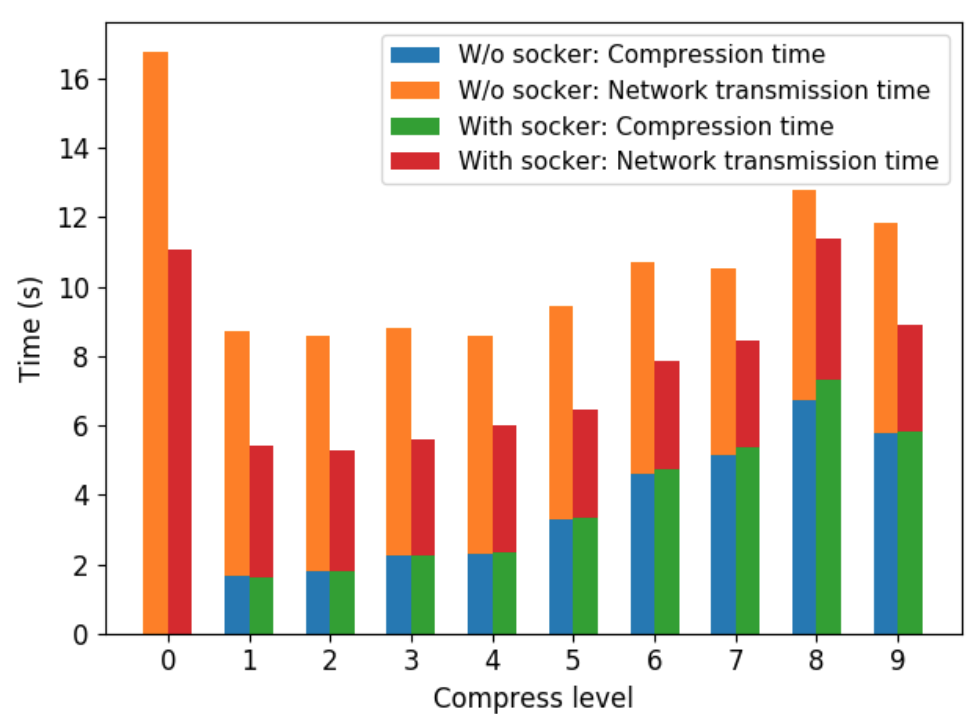 W/o socker: Compression time
W/o socker: Network transmission time
With socker: Compression time
With socker: Network transmission time
Time (s)
16
14
12
10
8
6
4
2
0
0 1 2 3 4 5 6 7 8 9
Compress level